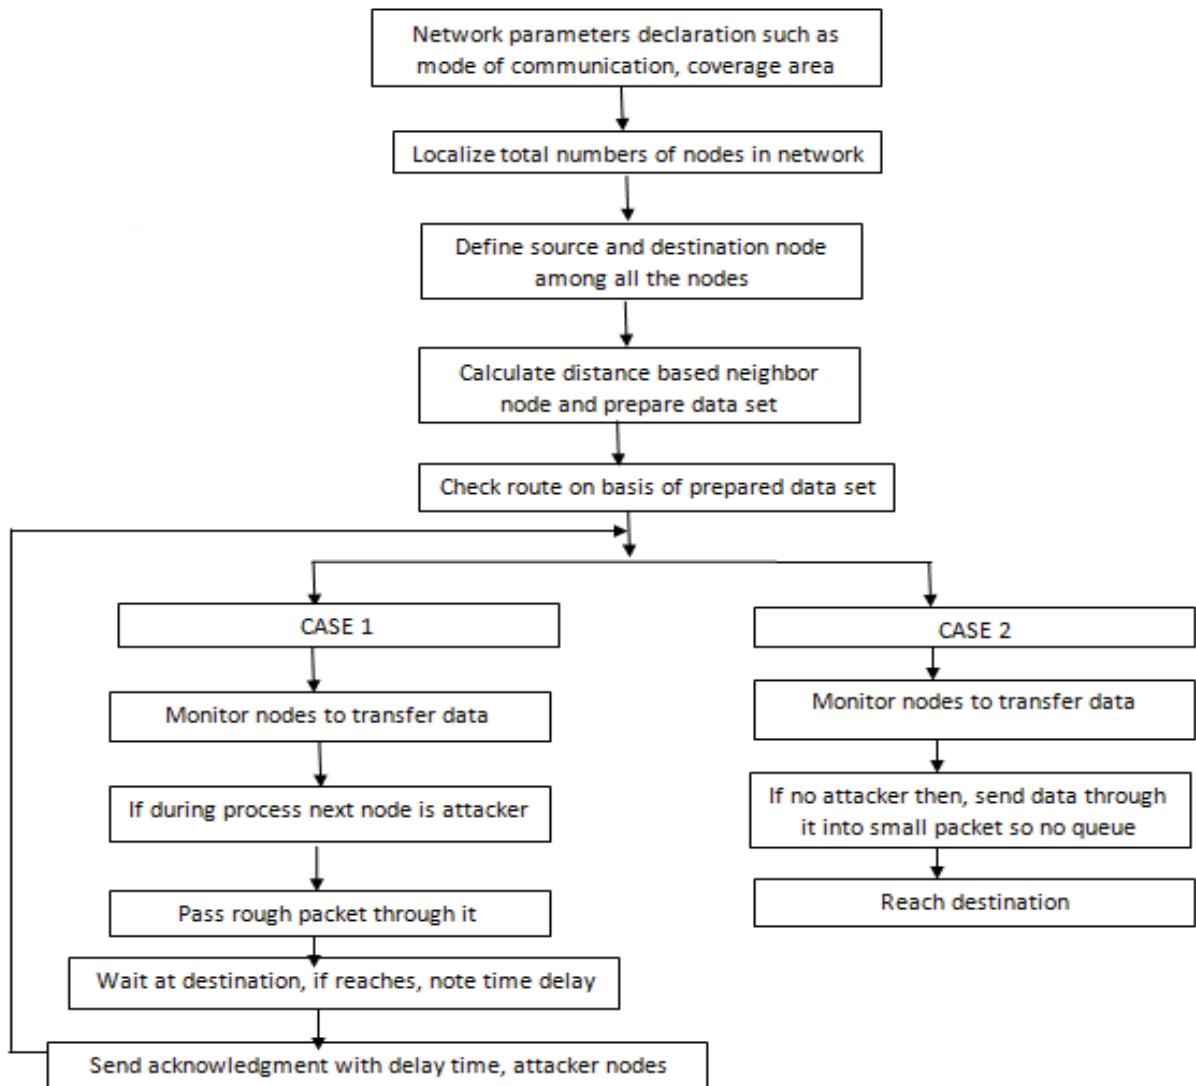 Network parameters declaration such as
mode of communication, coverage area
Localize total numbers of nodes in network
Define source and destination node
among all the nodes
Calculate distance based neighbor
node and prepare data set
Check route on basis of prepared data set
CASE 1
Monitor nodes to transfer data
If during process next node is attacker
Pass rough packet through it
Wait at destination, if reaches, note time delay
Send acknowledgment with delay time, attacker nodes
CASE 2
Monitor nodes to transfer data
If no attacker then, send data through
it into small packet so no queue
Reach destination